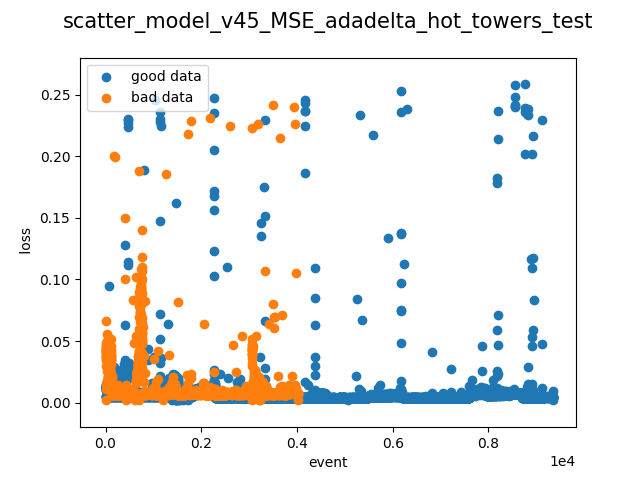 scatter_model_v45_MSE_adadelta_hot_towers_test
good data
bad data
0.25
0.20
0.15
0.10
0.05
0.00
loss
0.0
0.2
0.4
0.6
0.8
1e4
event